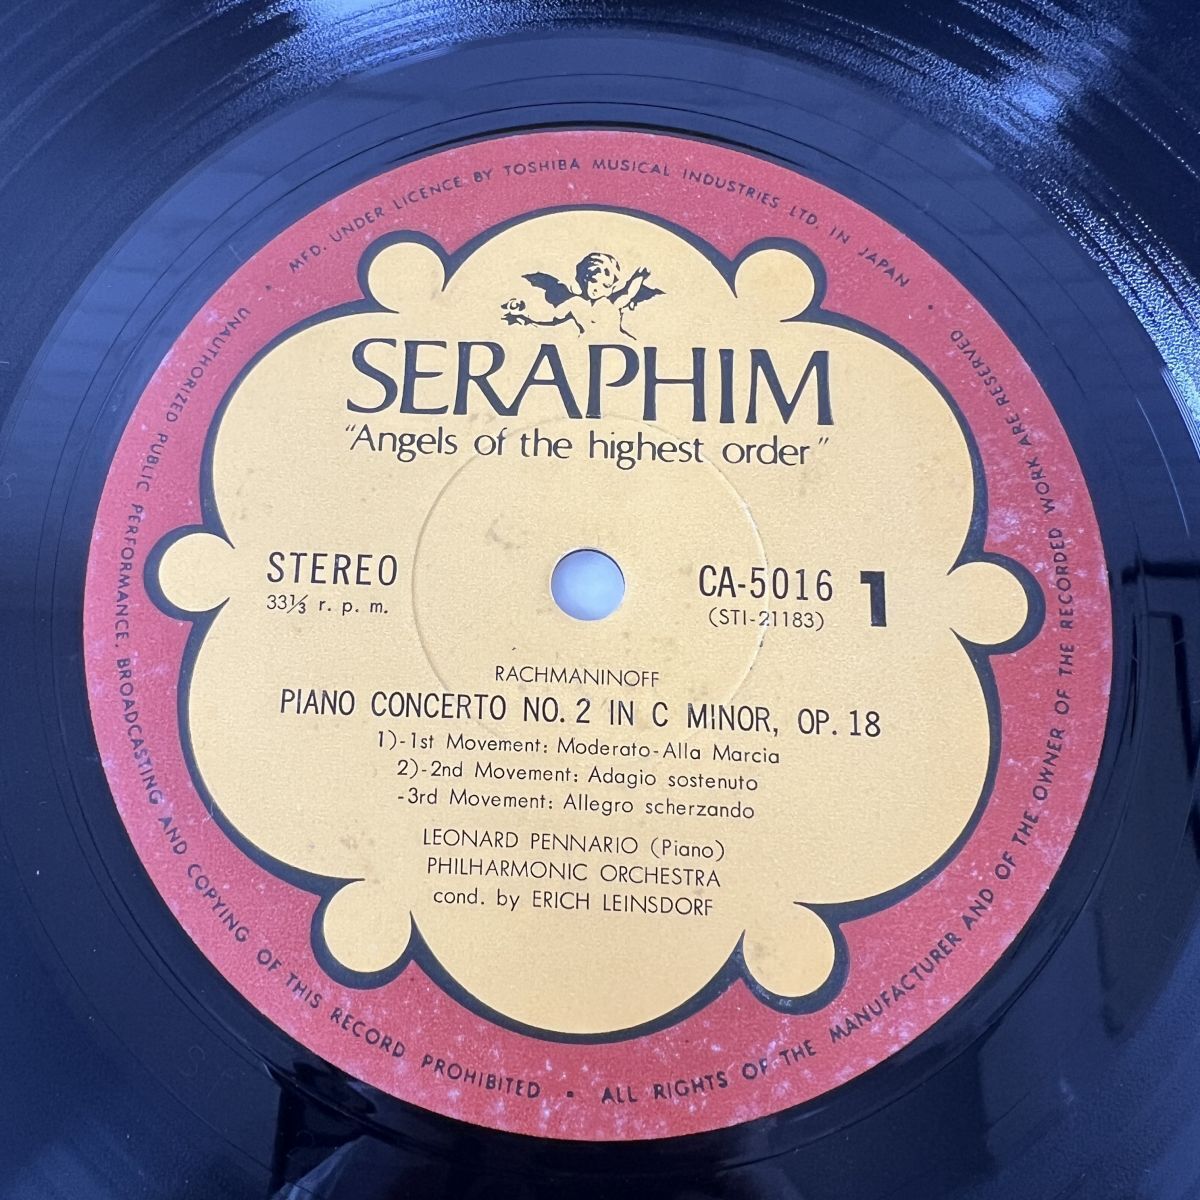 MFD. UNDER LICENCE BY TOSHIBA MUSICAL INDUSTRIES LTD. IN JAPAN
SERAPHIM
"Angels of the highest order"
STEREO
33⅓ r. p. m.
CA-5016 1
(STI-21183)
RACHMANINOFF
PIANO CONCERTO NO. 2 IN C MINOR, OP. 18
1)-1st Movement: Moderato-Alla Marcia
2)-2nd Movement: Adagio sostenuto
-3rd Movement: Allegro scherzando
LEONARD PENNARIO (Piano)
PHILHARMONIC ORCHESTRA
cond. by ERICH LEINSDORF
UNAUTHORIZED PUBLIC PERFORMANCE, BROADCASTING AND COPYING OF THIS RECORD PROHIBITED • ALL RIGHTS OF THE MANUFACTURER AND OF THE OWNER OF THE RECORDED WORK ARE RESERVED •